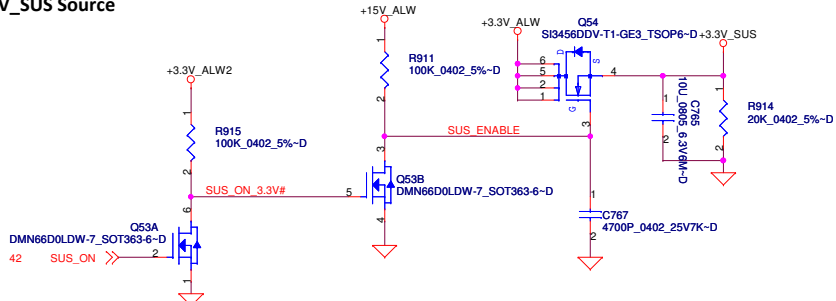 V_SUS Source
+15V_ALW
+3.3V_ALW
Q54
SI3456DDV-T1-GE3_TSOP6~D
+3.3V_SUS
+3.3V_ALW2
1
R911
100K_0402_5%~D
2
D
S
6
5
2
1
4
G
3
1
R915
100K_0402_5%~D
2
1
2
C765
10U_0805_6.3V6M~D
1
R914
20K_0402_5%~D
2
SUS_ENABLE
3
SUS_ON_3.3V#
5
Q53B
DMN66D0LDW-7_SOT363-6~D
4
6
Q53A
DMN66D0LDW-7_SOT363-6~D
42
SUS_ON
2
1
1
C767
4700P_0402_25V7K~D
2